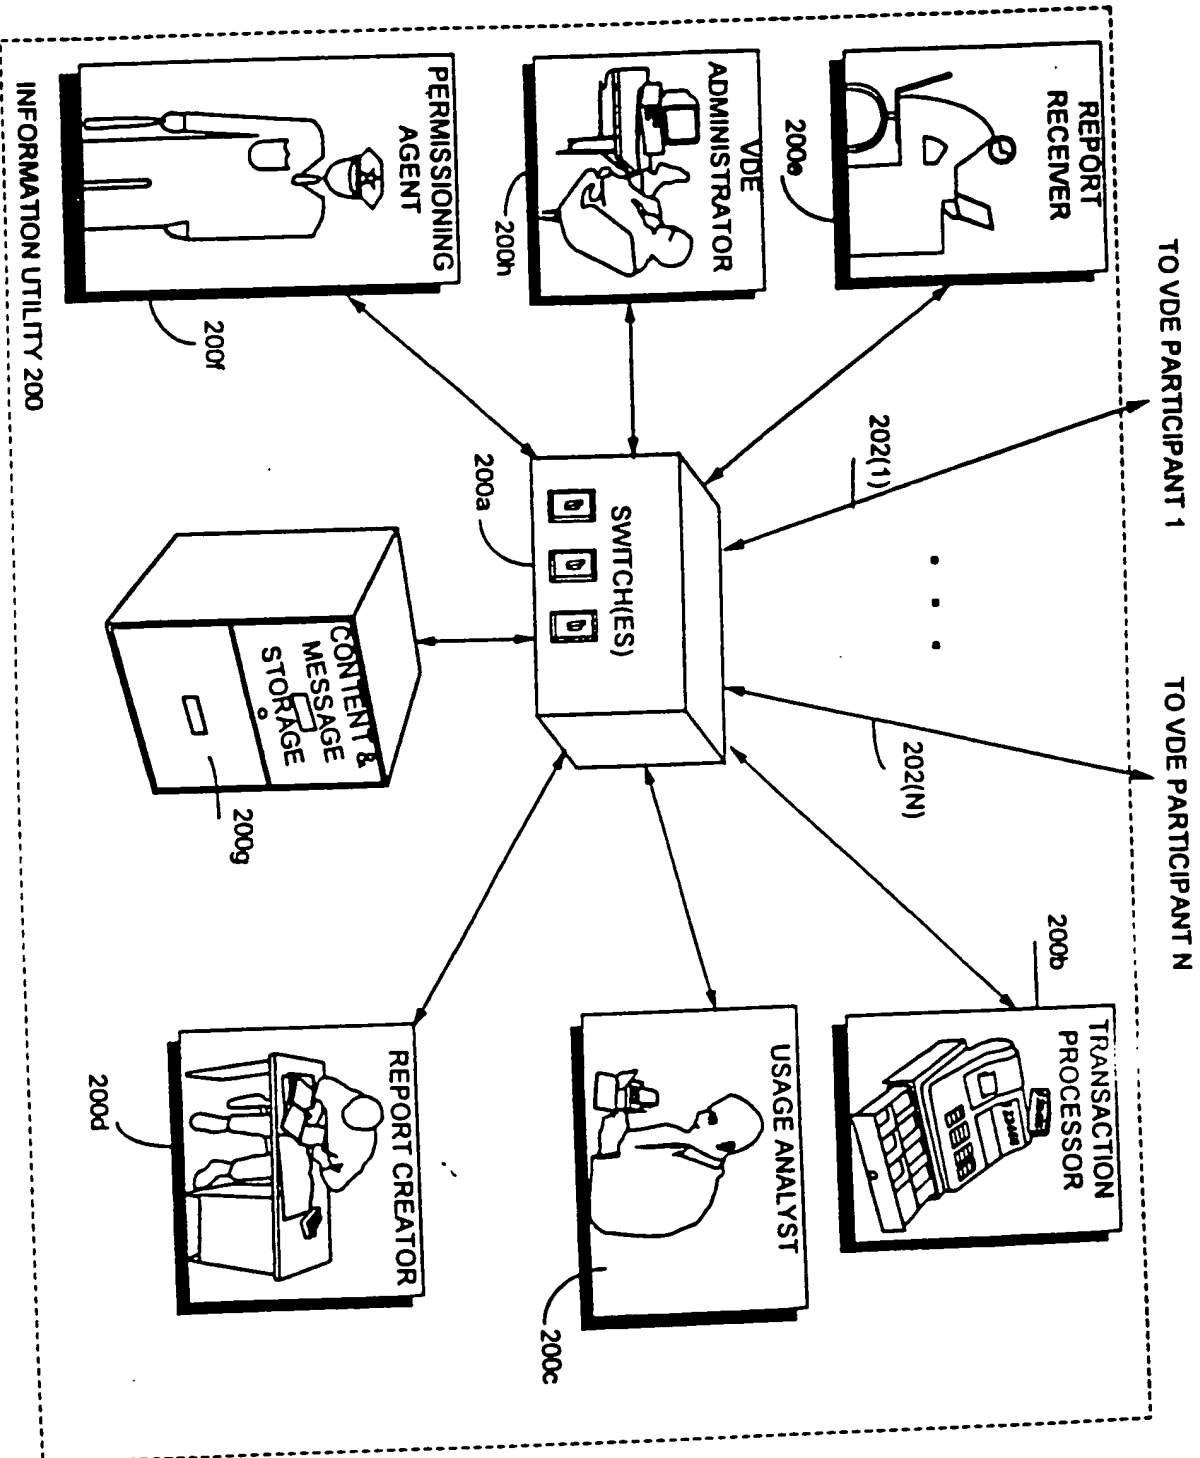 TO VDE PARTICIPANT 1
TO VDE PARTICIPANT N
REPORT
RECEIVER
200e
202(1)
202(N)
200b
TRANSACTION
PROCESSOR
VDE
ADMINISTRATOR
200h
SWITCH(ES)
200a
USAGE ANALYST
200c
PERMISSIONING
AGENT
200f
CONTENT &
MESSAGE
STORAGE
200g
REPORT CREATOR
200d
INFORMATION UTILITY 200